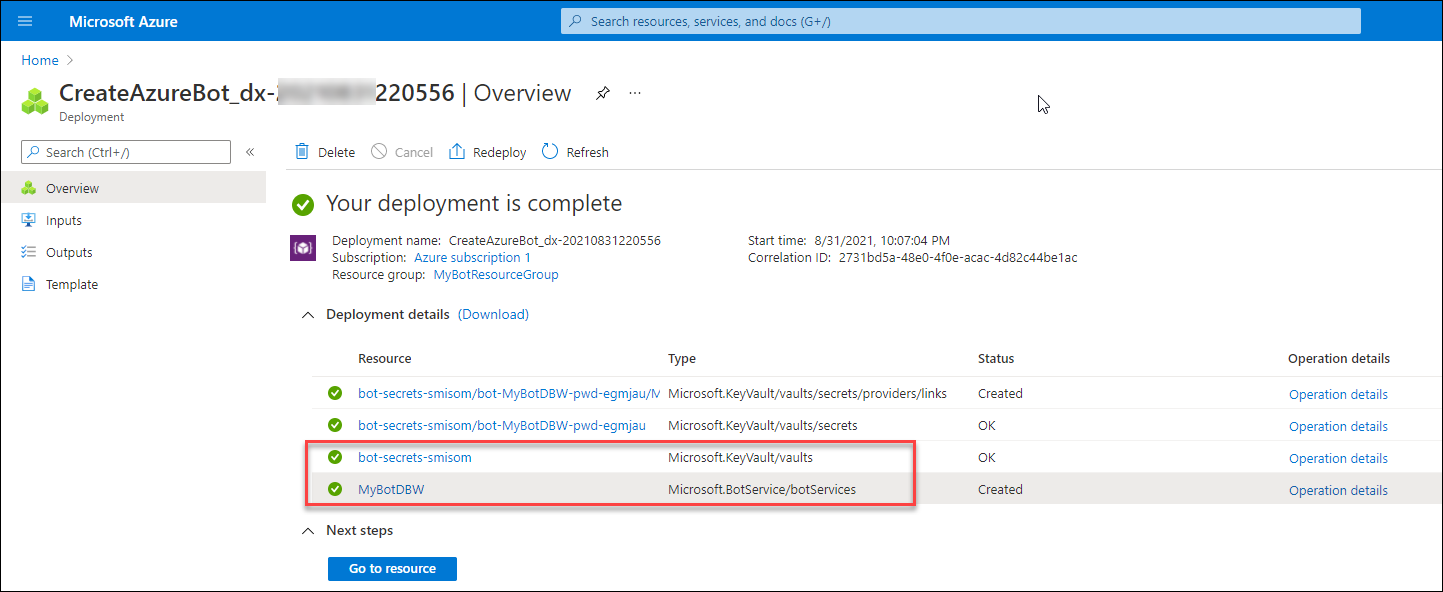 Microsoft Azure
Search resources, services, and docs (G+/)
Home
CreateAzureBot_dx- 220556 | Overview
Deployment
Search (Ctrl+/)
Delete Cancel Redeploy Refresh
Overview
Inputs
Outputs
Template
Your deployment is complete
Deployment name: CreateAzureBot_dx-20210831220556
Subscription: Azure subscription 1
Resource group: MyBotResourceGroup
Start time: 8/31/2021, 10:07:04 PM
Correlation ID: 2731bd5a-48e0-4f0e-acac-4d82c44be1ac
Deployment details (Download)
Resource Type Status Operation details
bot-secrets-smisom/bot-MyBotDBW-pwd-egmjau/M Microsoft.KeyVault/vaults/secrets/providers/links Created Operation details
bot-secrets-smisom/bot-MyBotDBW-pwd-egmjau Microsoft.KeyVault/vaults/secrets OK Operation details
bot-secrets-smisom Microsoft.KeyVault/vaults OK Operation details
MyBotDBW Microsoft.BotService/botServices Created Operation details
Next steps
Go to resource